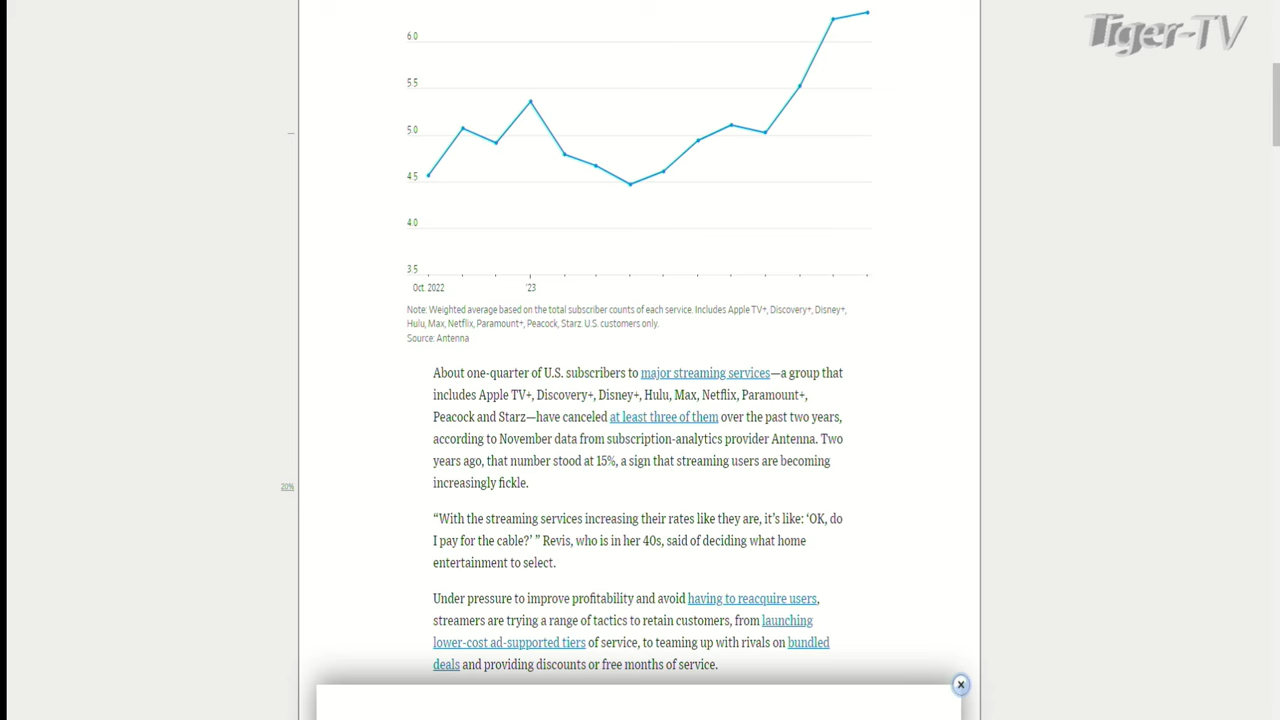 Tiger-TV
6.0
5.5
5.0
4.5
4.0
3.5
Oct. 2022
'23
Note: Weighted average based on the total subscriber counts of each service. Includes Apple TV+, Discovery+, Disney+,
Hulu, Max, Netflix, Paramount+, Peacock, Starz. U.S. customers only.
Source: Antenna
About one-quarter of U.S. subscribers to major streaming services—a group that
includes Apple TV+, Discovery+, Disney+, Hulu, Max, Netflix, Paramount+,
Peacock and Starz—have canceled at least three of them over the past two years,
according to November data from subscription-analytics provider Antenna. Two
years ago, that number stood at 15%, a sign that streaming users are becoming
20%
increasingly fickle.
“With the streaming services increasing their rates like they are, it’s like: ‘OK, do
I pay for the cable?’ ” Revis, who is in her 40s, said of deciding what home
entertainment to select.
Under pressure to improve profitability and avoid having to reacquire users,
streamers are trying a range of tactics to retain customers, from launching
lower-cost ad-supported tiers of service, to teaming up with rivals on bundled
deals and providing discounts or free months of service.
x